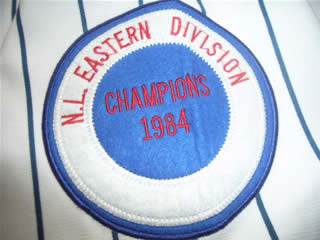 N.L. EASTERN DIVISION
CHAMPIONS
1984